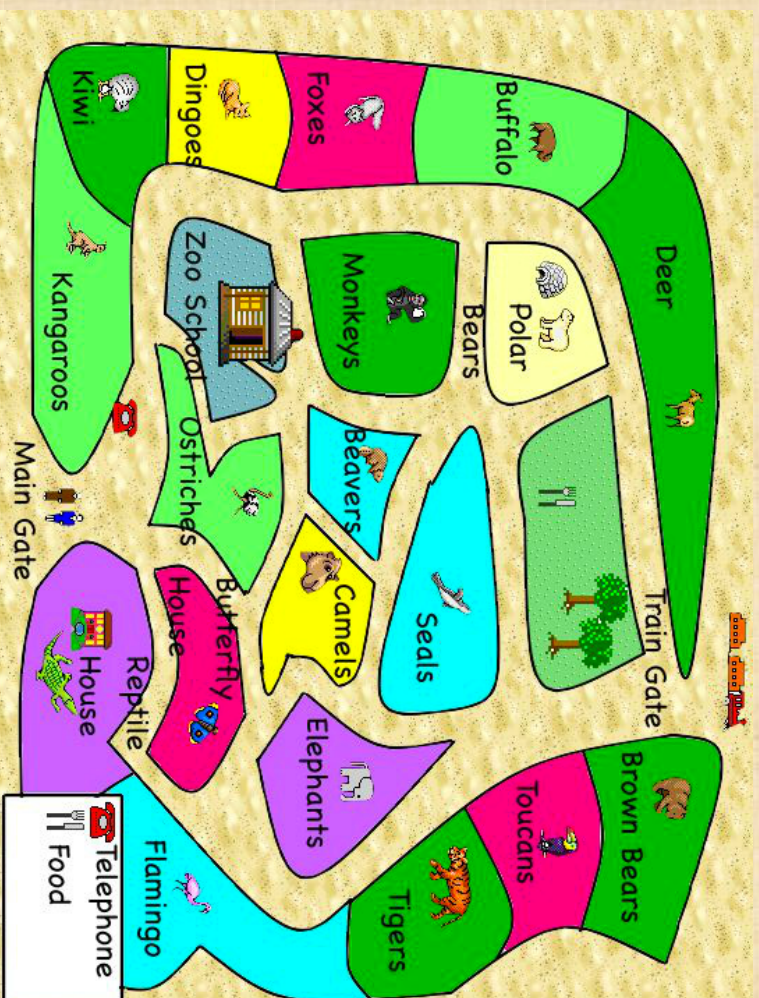 Deer
Train Gate
Brown Bears
Toucans
Polar
Bears
Buffalo
Seals
Tigers
Monkeys
Beavers
Camels
Foxes
Elephants
Butterfly
House
Dingoes
Zoo School
Ostriches
Flamingo
Reptile
House
Telephone
Kiwi
Kangaroos
Food
Main Gate